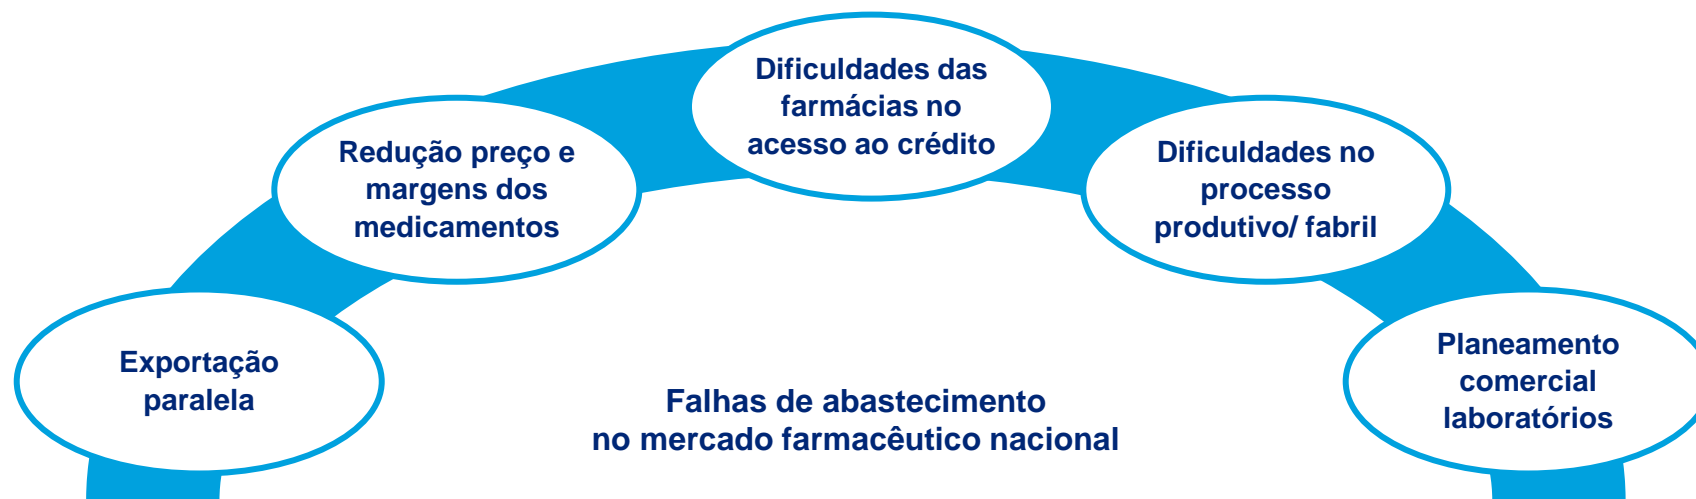 Dificuldades das
farmácias no
acesso ao crédito
Redução preço e
margens dos
medicamentos
Dificuldades no
processo
produtivo/ fabril
Exportação
paralela
Planeamento
comercial
laboratórios
Falhas de abastecimento
no mercado farmacêutico nacional